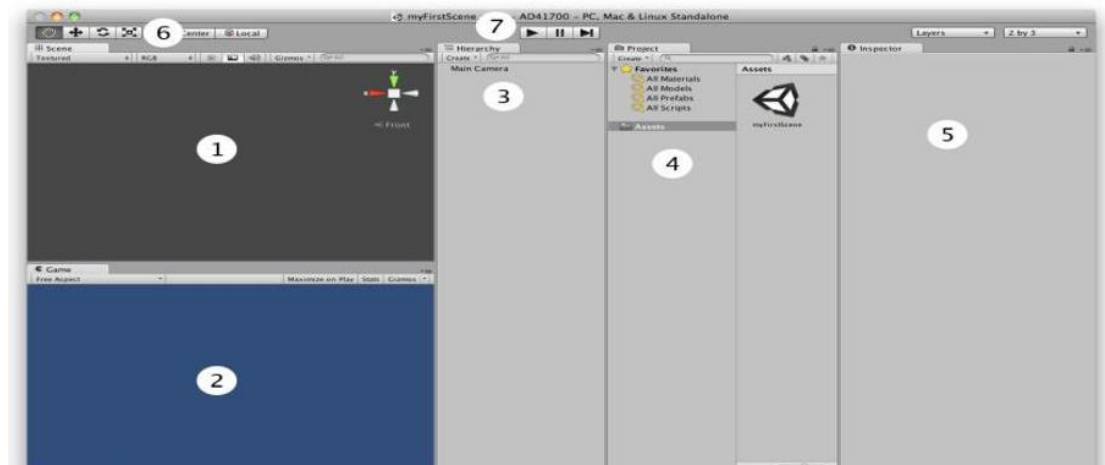 myFirstScene - AD41700 - PC, Mac & Linux Standalone
7
6
Center Local
Layers
2 by 3
Scene
Textured RGB Gizmos
1
Front
y
Game
Free Aspect Maximize on Play Stats Gizmos
2
Hierarchy
Create
Main Camera
3
Project
Create
Favorites
All Materials
All Models
All Prefabs
All Scripts
Assets
4
Assets
myFirstScene
Inspector
5